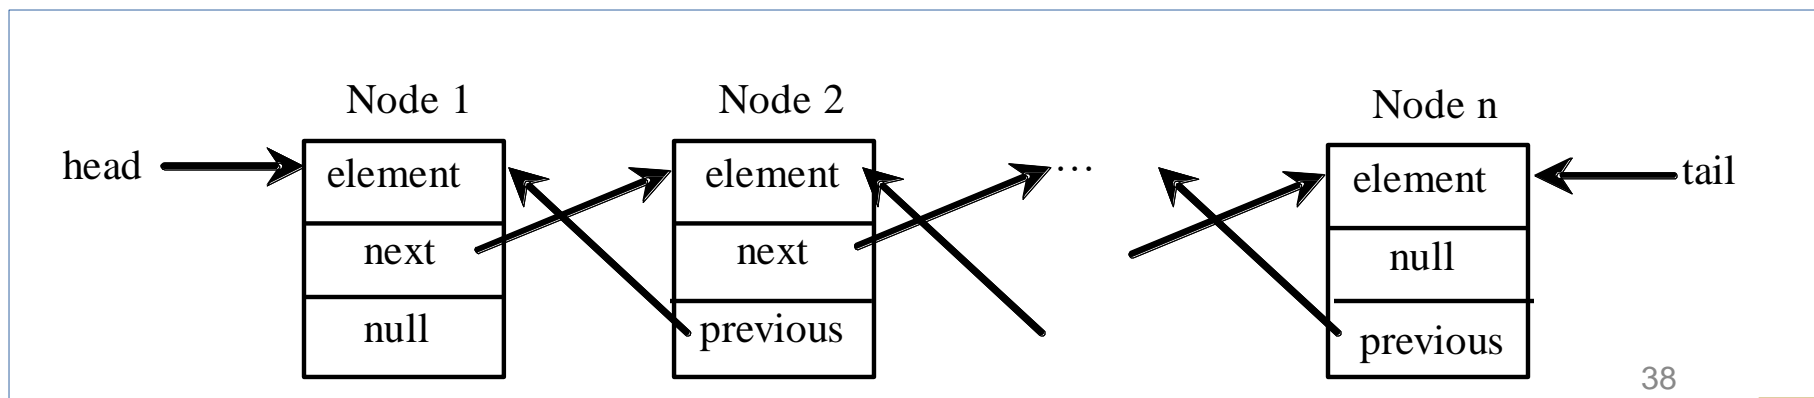 Node 1 Node 2 Node n
head element element … element tail
next next null
null previous previous
38